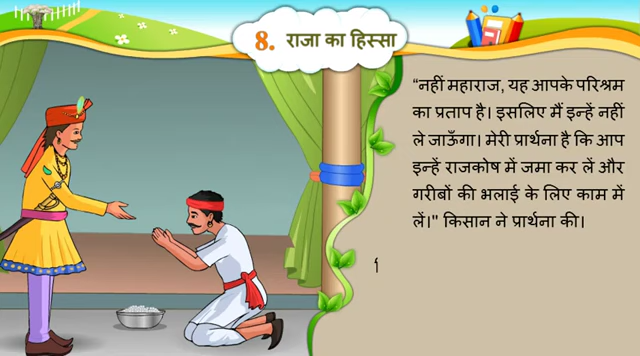 8. राजा का हिस्सा
“नहीं महाराज, यह आपके परिश्रम
का प्रताप है। इसलिए मैं इन्हें नहीं
ले जाऊँगा। मेरी प्रार्थना है कि आप
इन्हें राजकोष में जमा कर लें और
गरीबों की भलाई के लिए काम में
लें।" किसान ने प्रार्थना की।